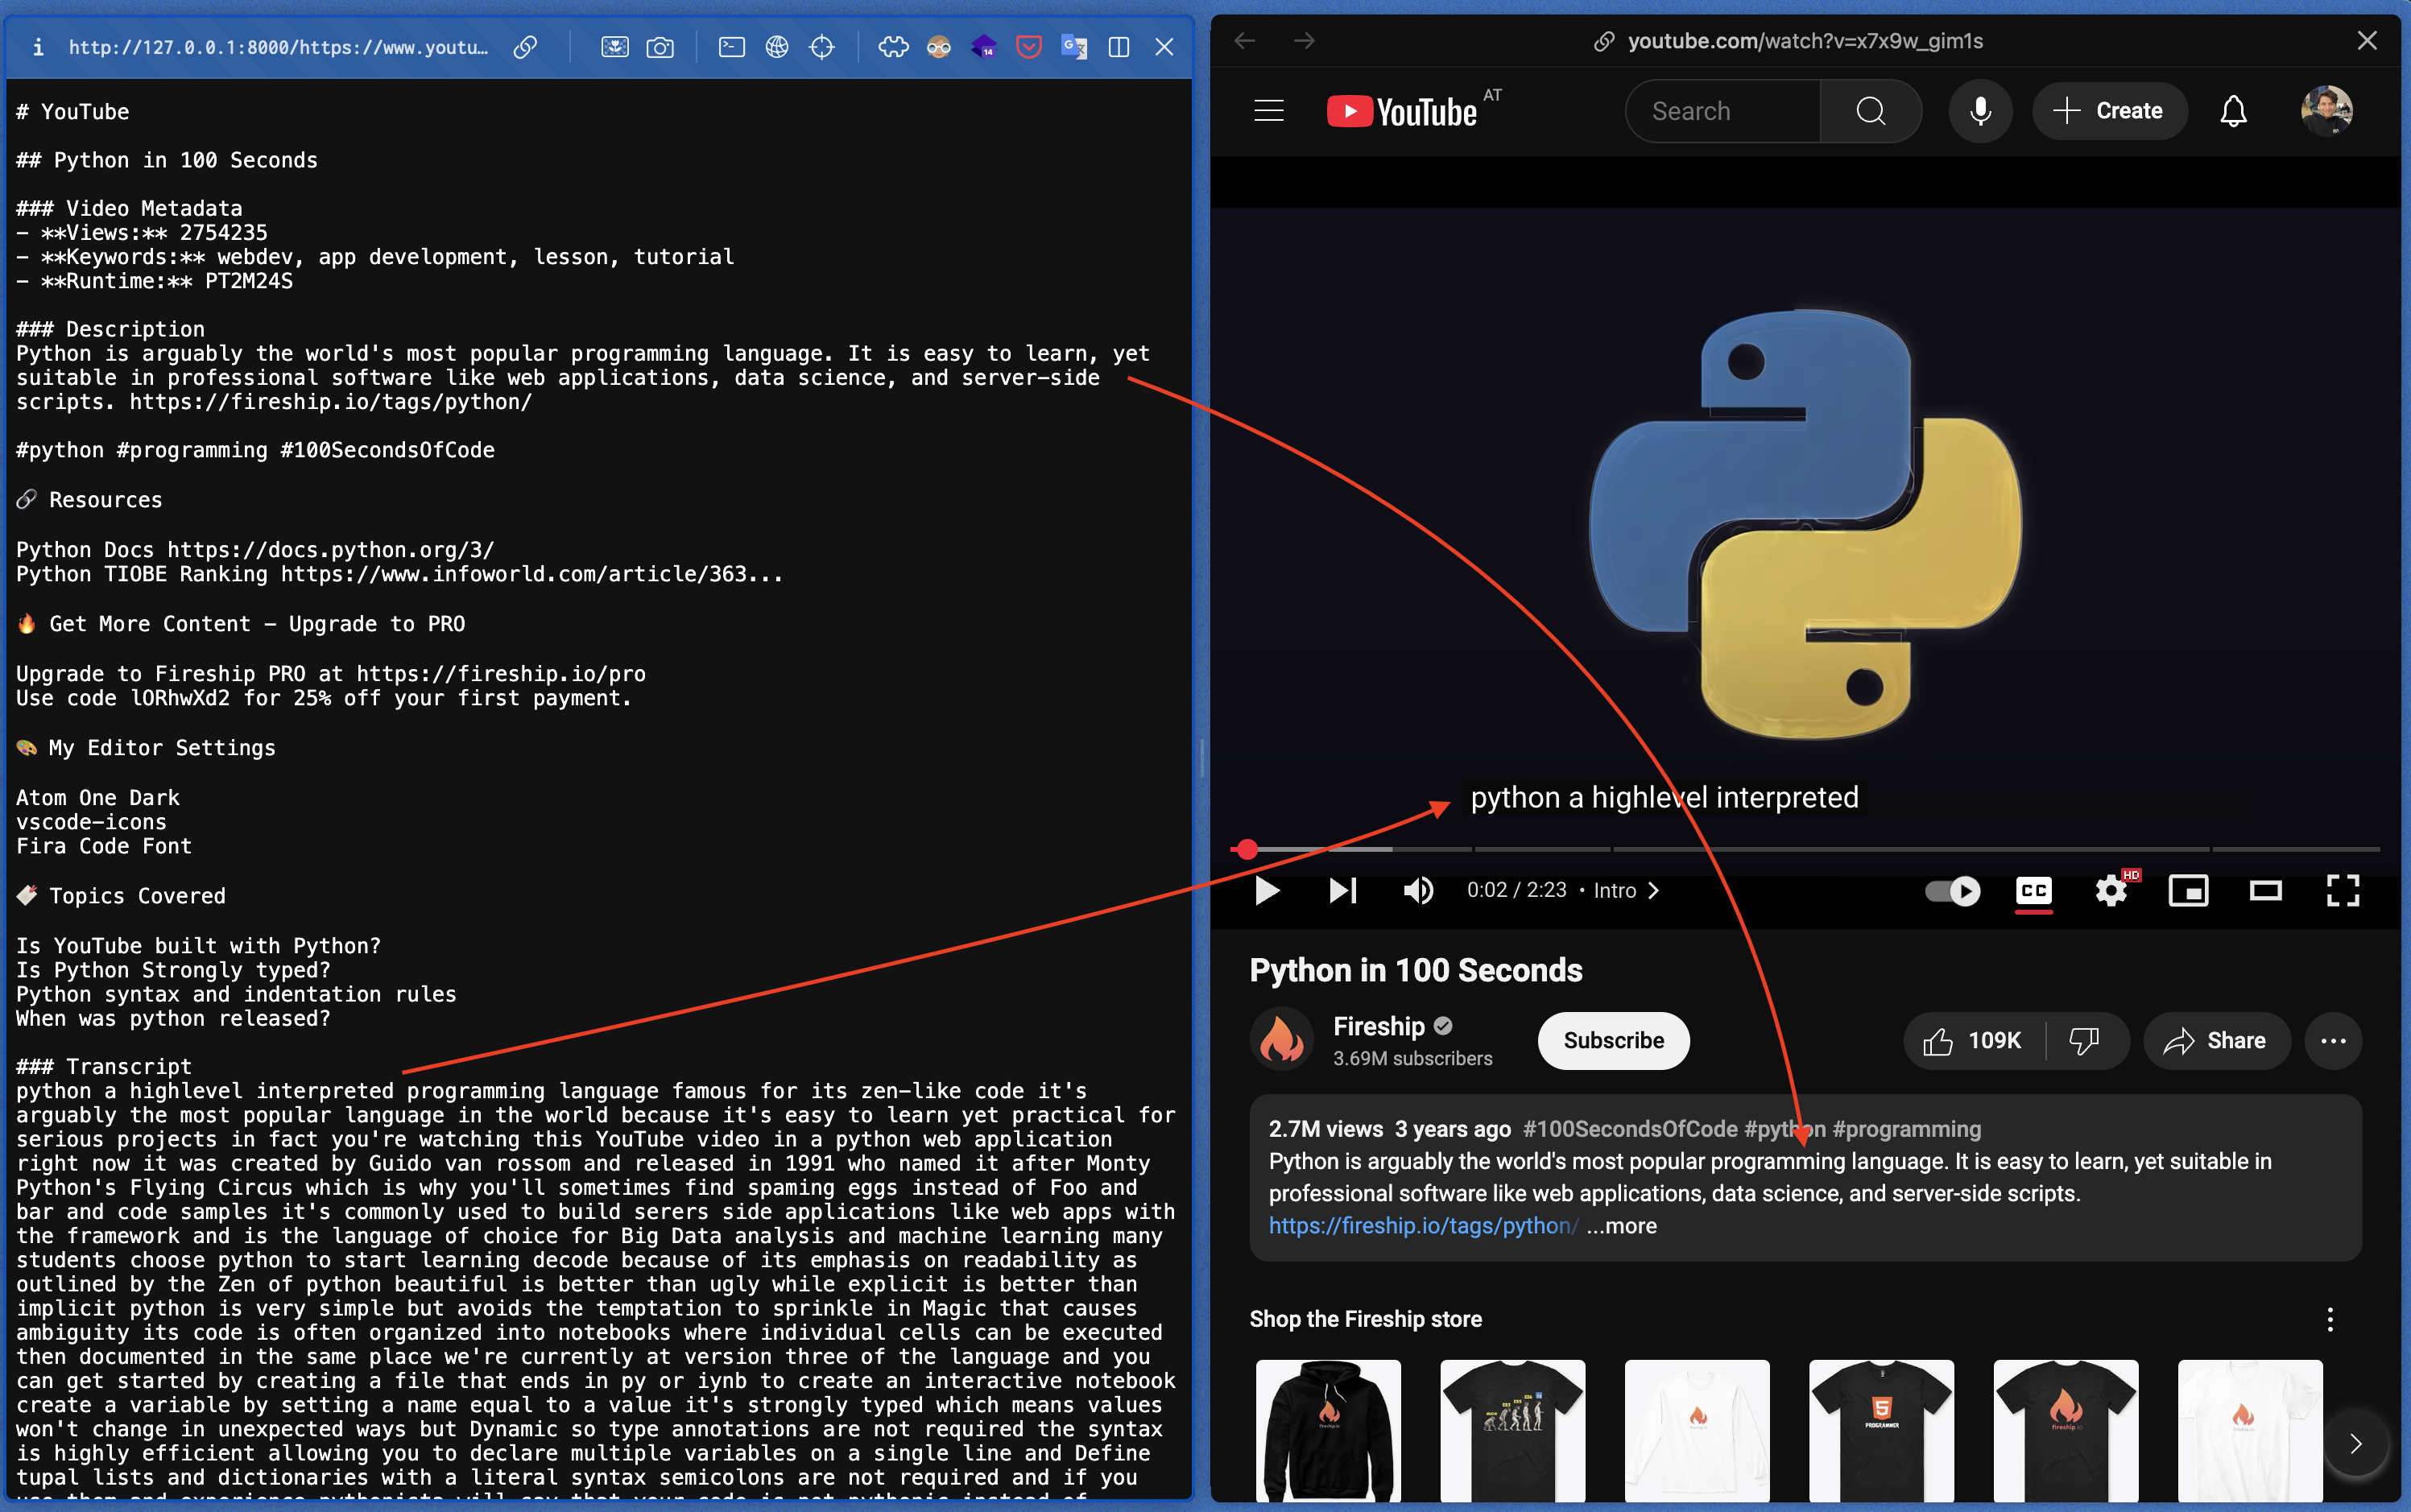 http://127.0.0.1:8000/https://www.youtu…
14
# YouTube
## Python in 100 Seconds
### Video Metadata
- **Views:** 2754235
- **Keywords:** webdev, app development, lesson, tutorial
- **Runtime:** PT2M24S
### Description
Python is arguably the world's most popular programming language. It is easy to learn, yet
suitable in professional software like web applications, data science, and server-side
scripts. https://fireship.io/tags/python/
#python #programming #100SecondsOfCode
🔗 Resources
Python Docs https://docs.python.org/3/
Python TIOBE Ranking https://www.infoworld.com/article/363...
🔥 Get More Content - Upgrade to PRO
Upgrade to Fireship PRO at https://fireship.io/pro
Use code lORhwXd2 for 25% off your first payment.
🎨 My Editor Settings
Atom One Dark
vscode-icons
Fira Code Font
🔖 Topics Covered
Is YouTube built with Python?
Is Python Strongly typed?
Python syntax and indentation rules
When was python released?
### Transcript
python a highlevel interpreted programming language famous for its zen-like code it's
arguably the most popular language in the world because it's easy to learn yet practical for
serious projects in fact you're watching this YouTube video in a python web application
right now it was created by Guido van rossom and released in 1991 who named it after Monty
Python's Flying Circus which is why you'll sometimes find spaming eggs instead of Foo and
bar and code samples it's commonly used to build serers side applications like web apps with
the framework and is the language of choice for Big Data analysis and machine learning many
students choose python to start learning decode because of its emphasis on readability as
outlined by the Zen of python beautiful is better than ugly while explicit is better than
implicit python is very simple but avoids the temptation to sprinkle in Magic that causes
ambiguity its code is often organized into notebooks where individual cells can be executed
then documented in the same place we're currently at version three of the language and you
can get started by creating a file that ends in py or iynb to create an interactive notebook
create a variable by setting a name equal to a value it's strongly typed which means values
won't change in unexpected ways but Dynamic so type annotations are not required the syntax
is highly efficient allowing you to declare multiple variables on a single line and Define
tupal lists and dictionaries with a literal syntax semicolons are not required and if you
use them and experience pythonista will say that your code is not pythonic instead of
youtube.com/watch?v=x7x9w_gim1s
YouTube AT
Search
Create
python a highlevel interpreted
0:02 / 2:23 • Intro
CC
HD
Python in 100 Seconds
Fireship
3.69M subscribers
Subscribe
109K
Share
2.7M views 3 years ago #100SecondsOfCode #python #programming
Python is arguably the world's most popular programming language. It is easy to learn, yet suitable in
professional software like web applications, data science, and server-side scripts.
https://fireship.io/tags/python/ ...more
Shop the Fireship store
5
PROGRAMMER
fireship